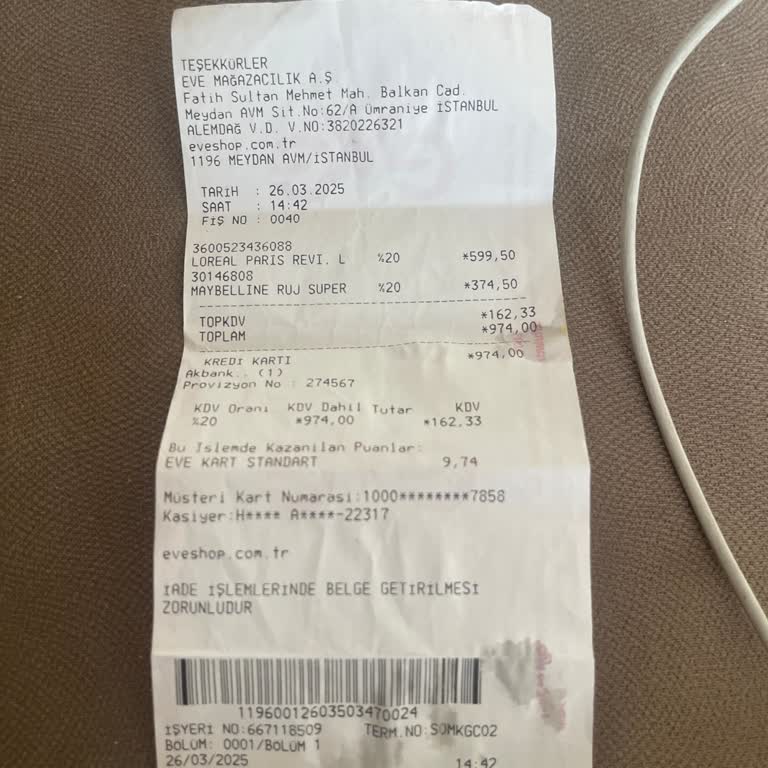 TEŞEKKÜRLER
EVE MAĞAZACILIK A.Ş
Fatih Sultan Mehmet Mah. Balkan Cad.
Meydan AVM Sit.No:62/A Ümraniye İSTANBUL
ALEMDAĞ V.D. V.NO:3820226321
eveshop.com.tr
1196 MEYDAN AVM/İSTANBUL
TARİH : 26.03.2025
SAAT : 14:42
FİŞ NO : 0040
3600523436088
LOREAL PARIS REVI. L %20 *599,50
30146808
MAYBELLINE RUJ SUPER %20 *374,50
TOPKDV *162,33
TOPLAM *974,00
KREDI KARTI *974,00
Akbank.. (1)
Provizyon No : 274567
KDV Oranı KDV Dahil Tutar KDV
%20 *974,00 *162,33
Bu İslemde Kazanılan Puanlar:
EVE KART STANDART 9,74
Müsteri Kart Numarası:1000********7858
Kasiyer:H**** A****-22317
eveshop.com.tr
İADE İŞLEMLERİNDE BELGE GETİRİLMESİ
ZORUNLUDUR
11960012603503470024
İŞYERİ NO:667118509 TERM.NO:S0MKGC02
BÖLÜM: 0001/BÖLÜM 1
26/03/2025 14:42